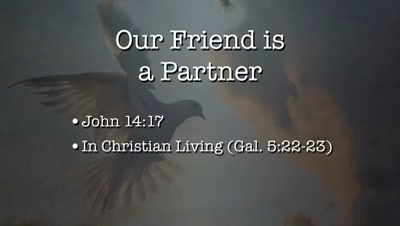 Our Friend is
a Partner
• John 14:17
• In Christian Living (Gal. 5:22-23)